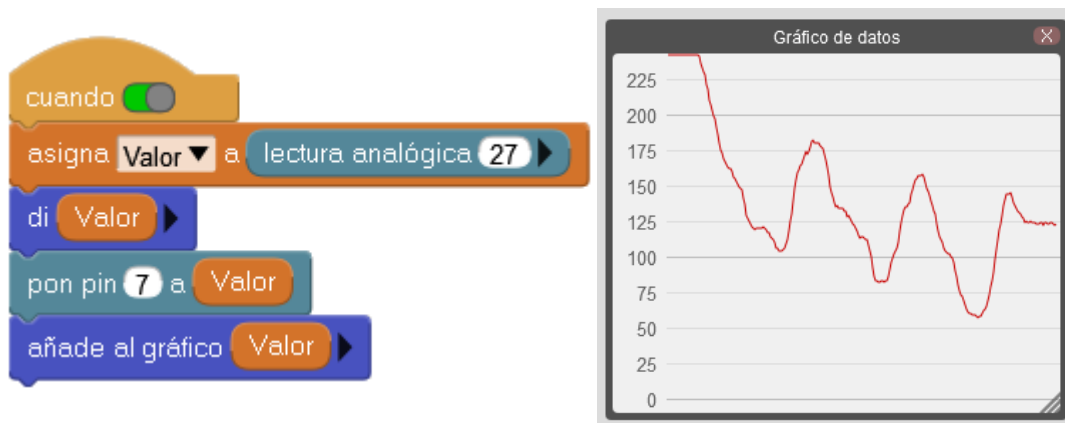 cuando
asigna Valor a lectura analógica 27
di Valor
pon pin 7 a Valor
añade al gráfico Valor
Gráfico de datos
X
225
200
175
150
125
100
75
50
25
0